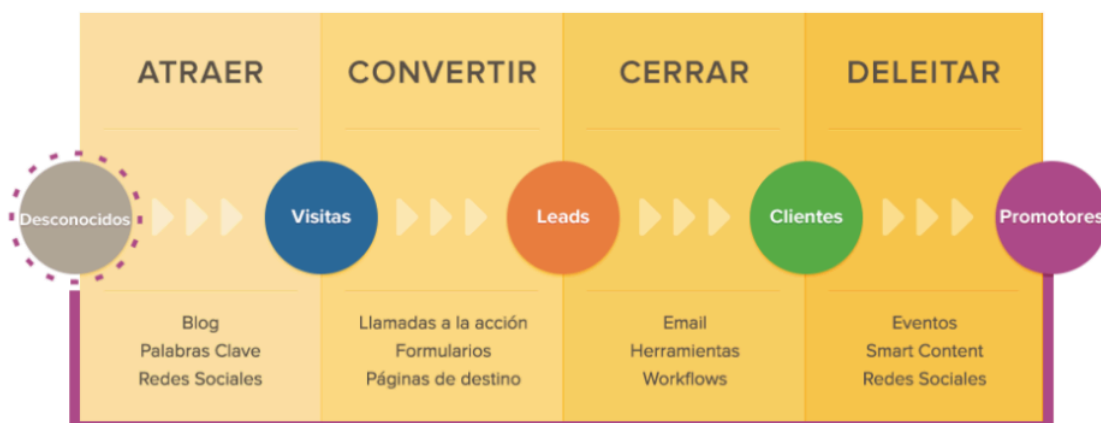 ATRAER
CONVERTIR
CERRAR
DELEITAR
Desconocidos
Visitas
Leads
Clientes
Promotores
Blog
Palabras Clave
Redes Sociales
Llamadas a la acción
Formularios
Páginas de destino
Email
Herramientas
Workflows
Eventos
Smart Content
Redes Sociales